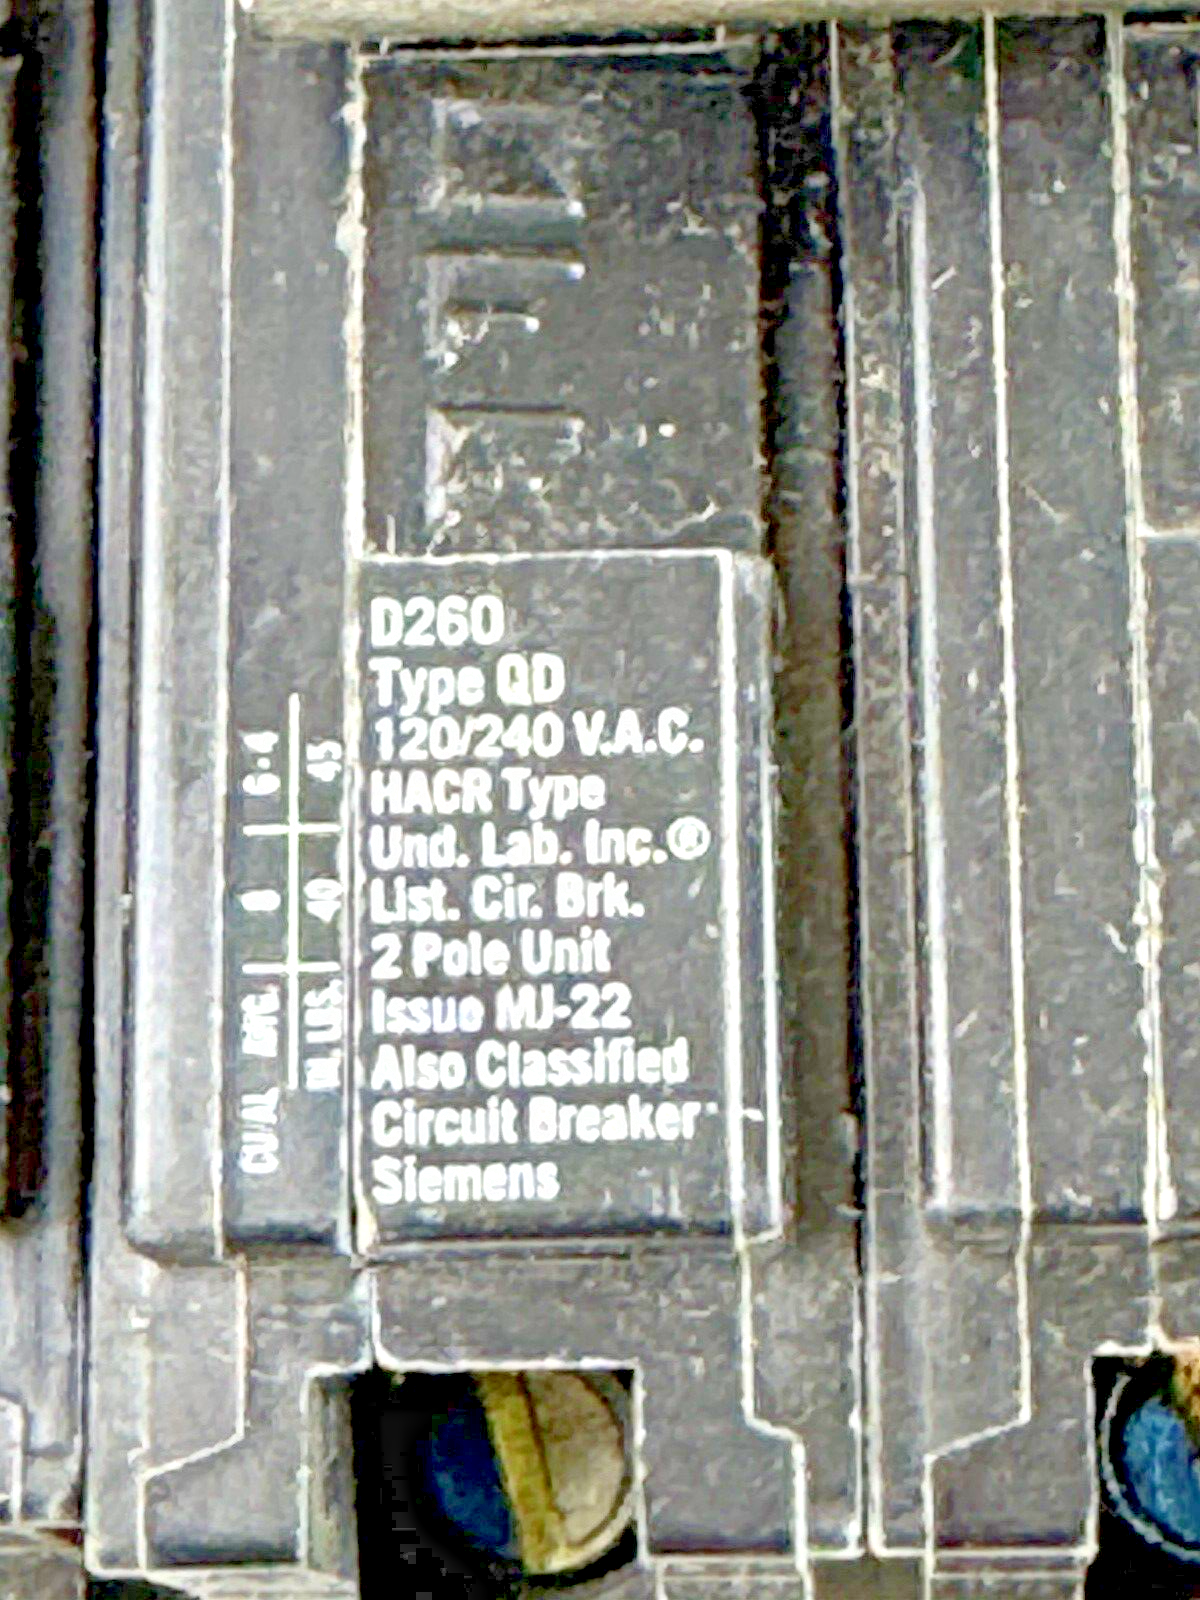 D260
Type QD
120/240 V.A.C.
HACR Type
Und. Lab. Inc.®
List. Cir. Brk.
2 Pole Unit
Issue MJ-22
Also Classified
Circuit Breaker
Siemens
CU/AL AWG. 8 6-4
IN. LBS. 40 45